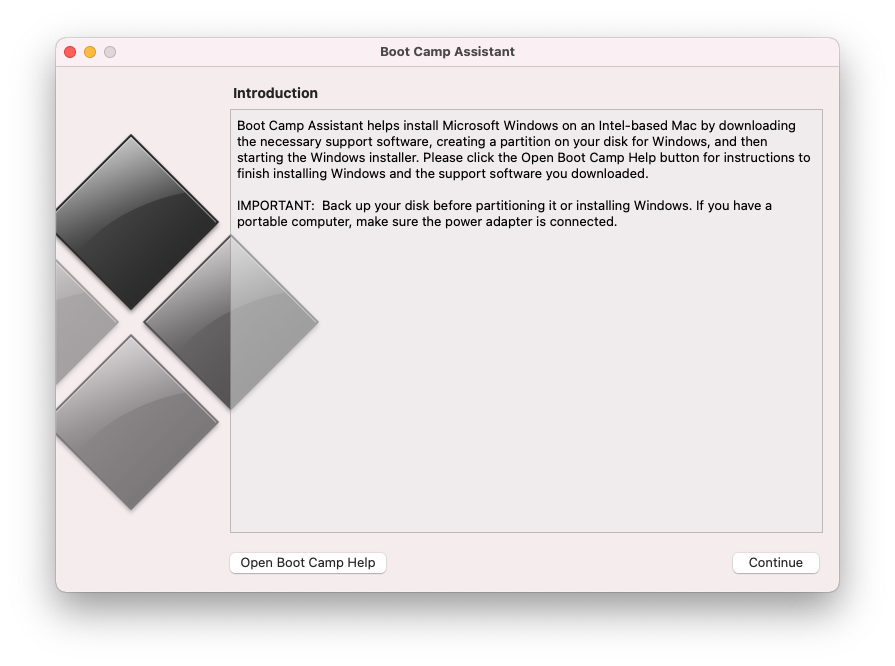 Boot Camp Assistant
Introduction
Boot Camp Assistant helps install Microsoft Windows on an Intel-based Mac by downloading
the necessary support software, creating a partition on your disk for Windows, and then
starting the Windows installer. Please click the Open Boot Camp Help button for instructions to
finish installing Windows and the support software you downloaded.
IMPORTANT:  Back up your disk before partitioning it or installing Windows. If you have a
portable computer, make sure the power adapter is connected.
Open Boot Camp Help
Continue